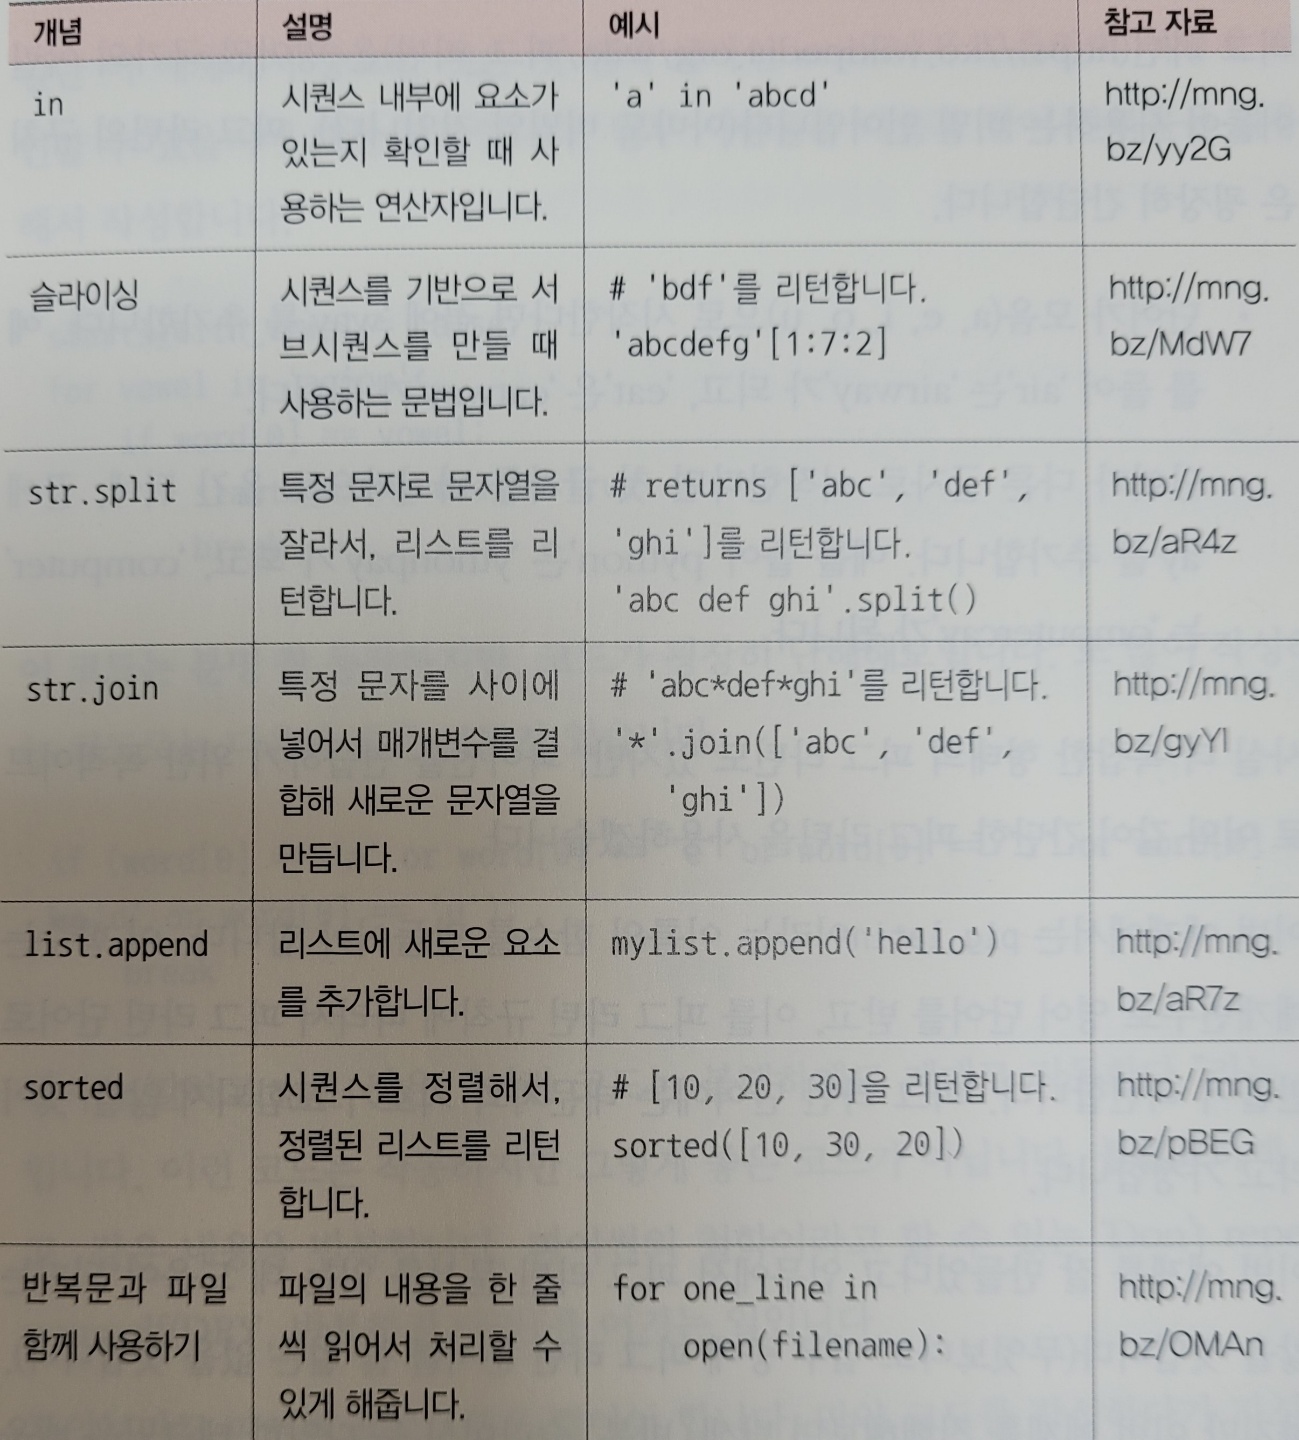 개념 설명 예시 참고 자료
in 시퀀스 내부에 요소가 'a' in 'abcd' http://mng.
있는지 확인할 때 사 bz/yy2G
용하는 연산자입니다.
슬라이싱 시퀀스를 기반으로 서 # 'bdf'를 리턴합니다. http://mng.
브시퀀스를 만들 때 'abcdefg'[1:7:2] bz/MdW7
사용하는 문법입니다.
str.split 특정 문자로 문자열을 # returns ['abc', 'def', http://mng.
잘라서, 리스트를 리 'ghi']를 리턴합니다. bz/aR4z
턴합니다. 'abc def ghi'.split()
str.join 특정 문자를 사이에 # 'abc*def*ghi'를 리턴합니다. http://mng.
넣어서 매개변수를 결 '*'.join(['abc', 'def', bz/gyYl
합해 새로운 문자열을 'ghi'])
만듭니다.
list.append 리스트에 새로운 요소 mylist.append('hello') http://mng.
를 추가합니다. bz/aR7z
sorted 시퀀스를 정렬해서, # [10, 20, 30]을 리턴합니다. http://mng.
정렬된 리스트를 리턴 sorted([10, 30, 20]) bz/pBEG
합니다.
반복문과 파일 파일의 내용을 한 줄 for one_line in http://mng.
함께 사용하기 씩 읽어서 처리할 수 open(filename): bz/OMAn
있게 해줍니다.